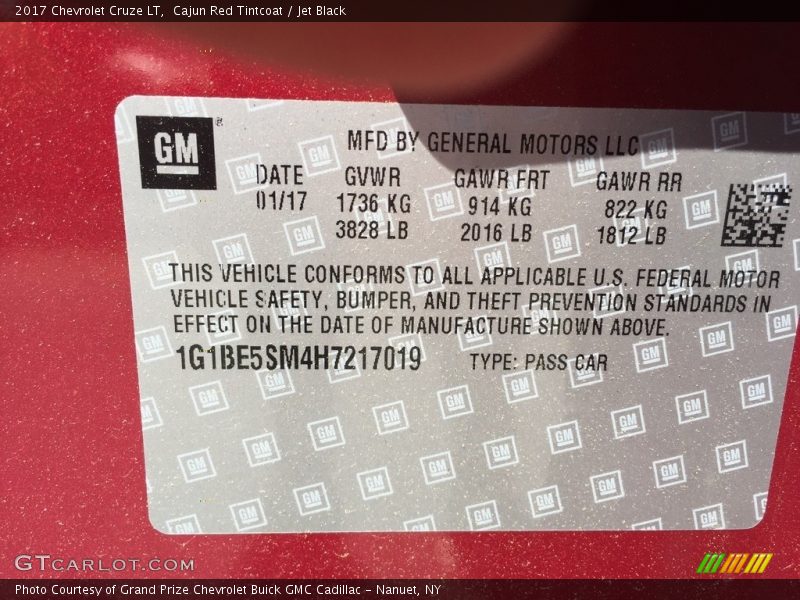 2017 Chevrolet Cruze LT, Cajun Red Tintcoat / Jet Black
GM
MFD BY GENERAL MOTORS LLC
DATE GVWR GAWR FRT GAWR RR
01/17 1736 KG 914 KG 822 KG
3828 LB 2016 LB 1812 LB
THIS VEHICLE CONFORMS TO ALL APPLICABLE U.S. FEDERAL MOTOR
VEHICLE SAFETY, BUMPER, AND THEFT PREVENTION STANDARDS IN
EFFECT ON THE DATE OF MANUFACTURE SHOWN ABOVE.
1G1BE5SM4H7217019 TYPE: PASS CAR
GTCARLOT.COM
Photo Courtesy of Grand Prize Chevrolet Buick GMC Cadillac - Nanuet, NY